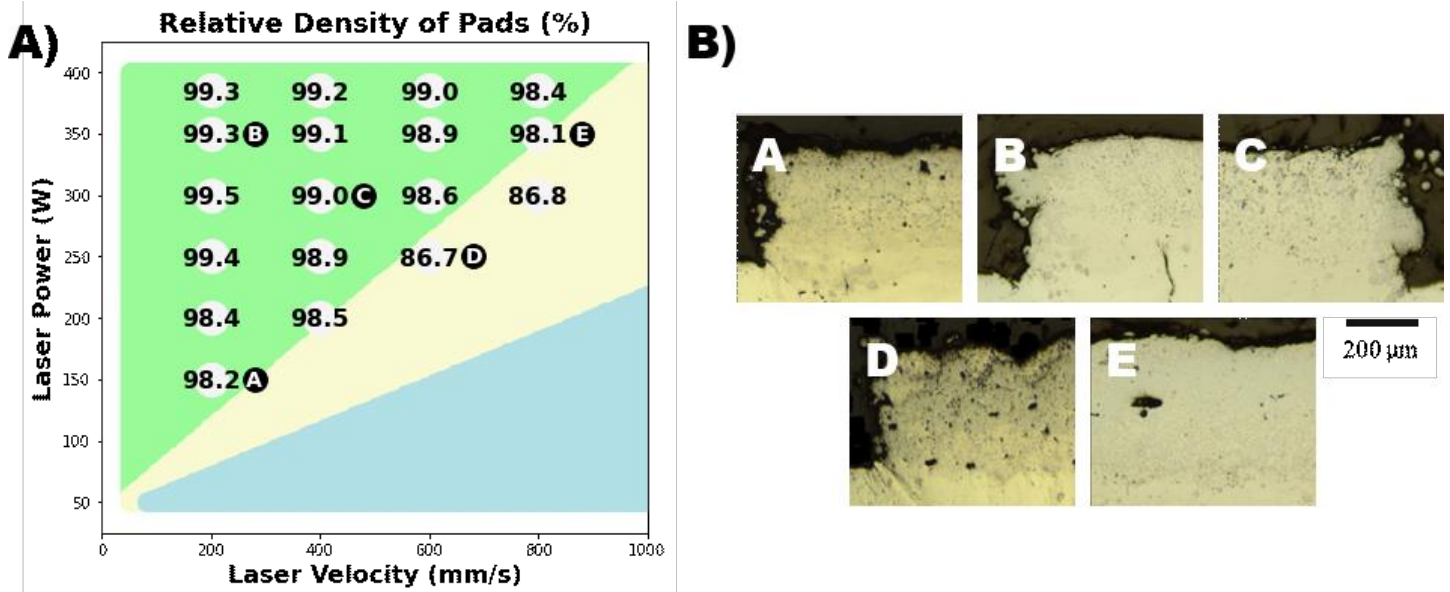 A)
Relative Density of Pads (%)
400
99.3 99.2 99.0 98.4
350
99.3 B 99.1 98.9 98.1 E
300
99.5 99.0 C 98.6 86.8
250
99.4 98.9 86.7 D
200
98.4 98.5
150
98.2 A
100
50
0 200 400 600 800 1000
Laser Power (W)
Laser Velocity (mm/s)
B)
A B C
D E
200 μm